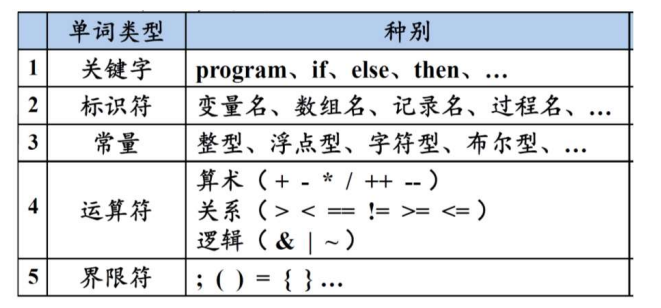 单词类型 种别
1 关键字 program、if、else、then、...
2 标识符 变量名、数组名、记录名、过程名、...
3 常量 整型、浮点型、字符型、布尔型、...
算术（+ - * / ++ --）
4 运算符 关系（> < == != >= <=）
逻辑（& | ~）
5 界限符 ; ( ) = { } ...